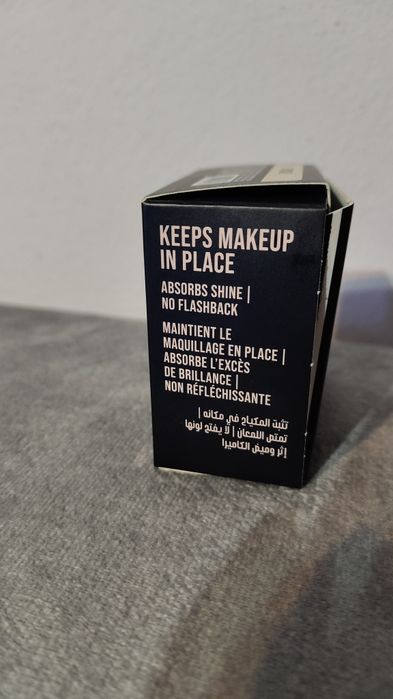 KEEPS MAKEUP
IN PLACE
ABSORBS SHINE |
NO FLASHBACK
MAINTIENT LE
MAQUILLAGE EN PLACE |
ABSORBE L'EXCÈS
DE BRILLANCE |
NON RÉFLÉCHISSANTE
تثبت المكياج في مكانه |
تمتص اللمعان | لا يفتح لونها
إثر وميض الكاميرا